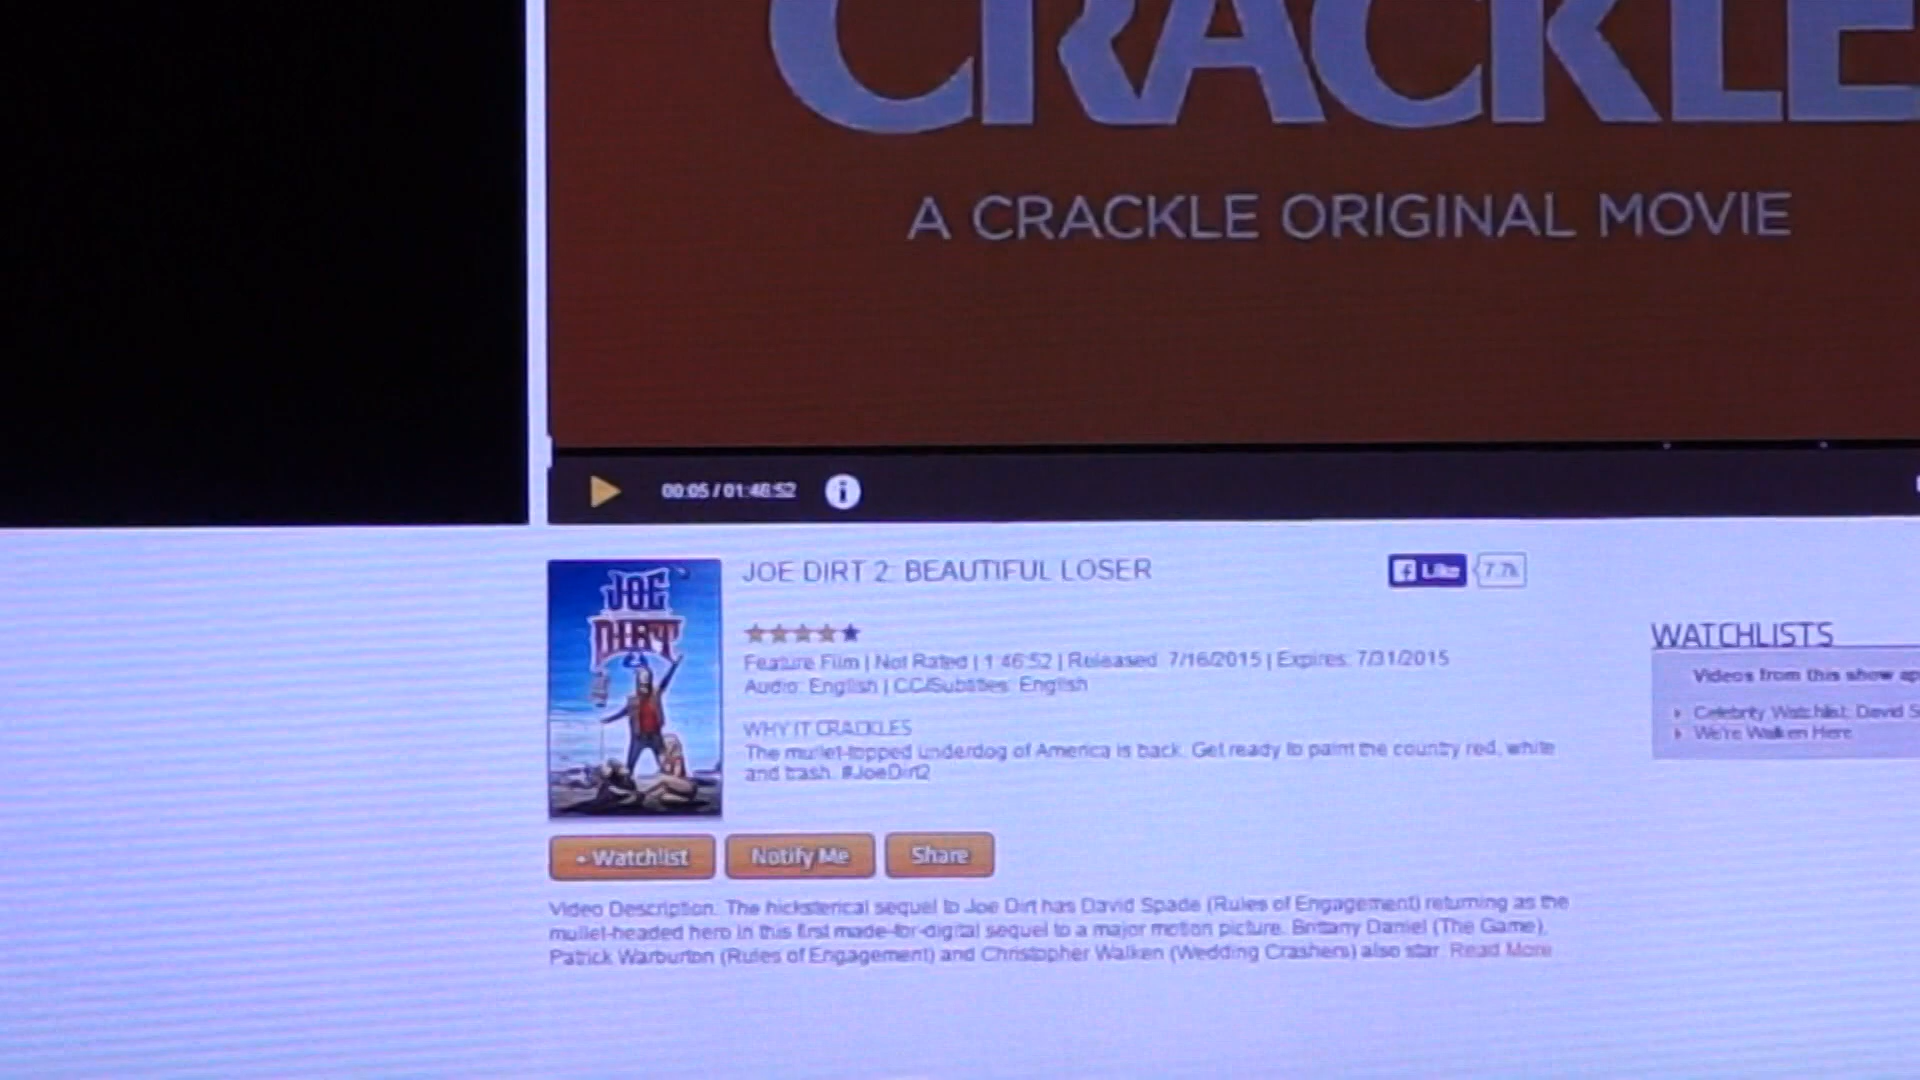 CRACKLE
A CRACKLE ORIGINAL MOVIE
00:05 / 01:46:52
i
JOE DIRT 2
JOE DIRT 2: BEAUTIFUL LOSER
f Like 7.7k
Feature Film | Not Rated | 1:46:52 | Released: 7/16/2015 | Expires: 7/31/2015
Audio: English | CC/Subtitles: English
WHY IT CRACKLES
The mullet-topped underdog of America is back. Get ready to paint the country red, white
and trash. #JoeDirt2
+ Watchlist Notify Me Share
Video Description: The hicksterical sequel to Joe Dirt has David Spade (Rules of Engagement) returning as the
mullet-headed hero in this first made-for-digital sequel to a major motion picture. Brittany Daniel (The Game),
Patrick Warburton (Rules of Engagement) and Christopher Walken (Wedding Crashers) also star. Read More
WATCHLISTS
Videos from this show ap
Celebrity Watchlist: David S
We're Walken Here